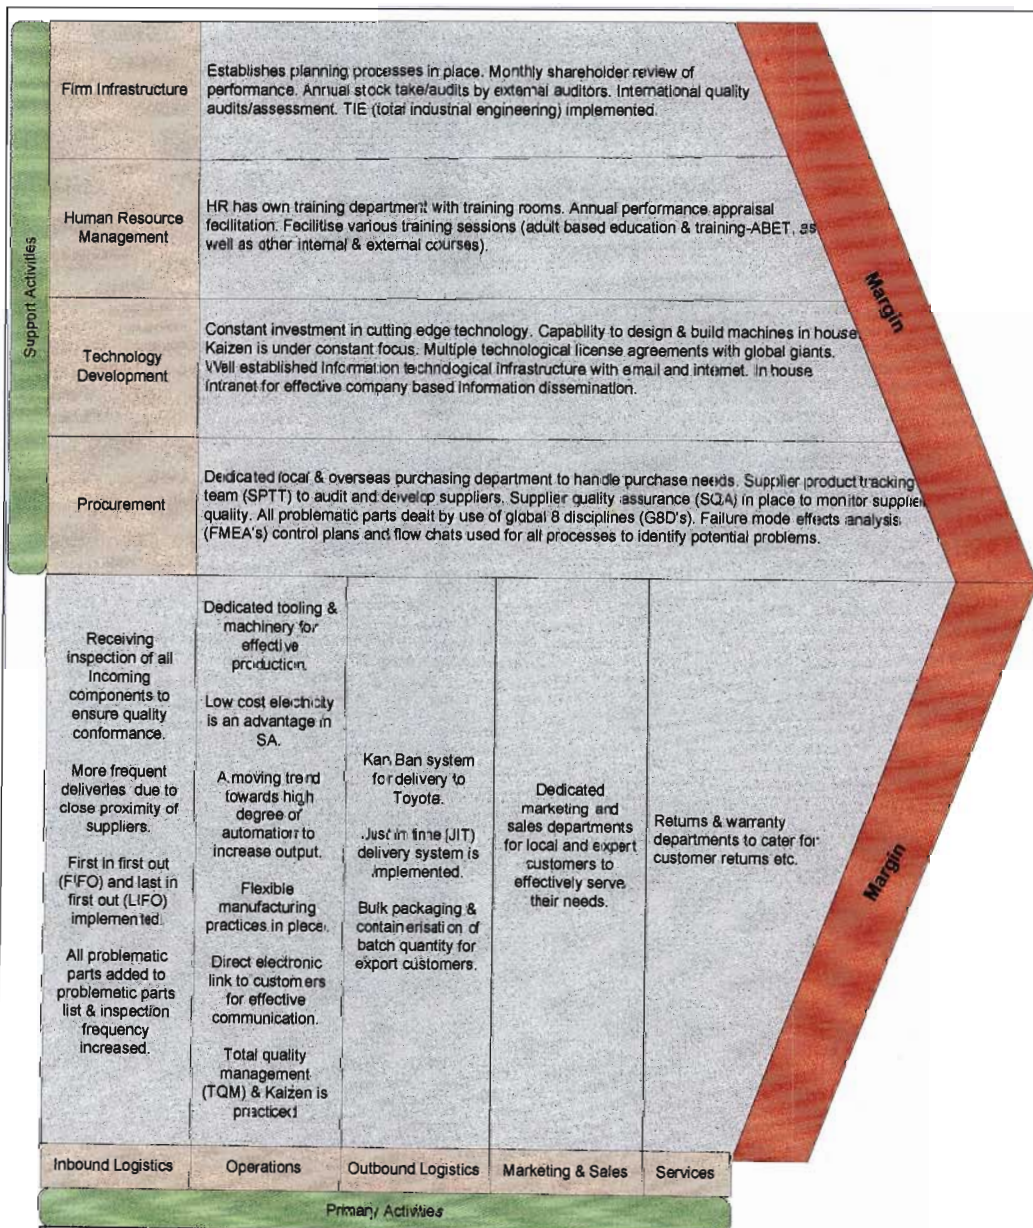 Support Activities
Firm Infrastructure
Establishes planning processes in place. Monthly shareholder review of
performance. Annual stock take/audits by external auditors. International quality
audits/assessment. TIE (total industrial engineering) implemented.
Human Resource
Management
HR has own training department with training rooms. Annual performance appraisal
fecilitation. Fecilitise various training sessions (adult based education & training-ABET, as
well as other internal & external courses).
Technology
Development
Constant investment in cutting edge technology. Capability to design & build machines in house.
Kaizen is under constant focus. Multiple technological license agreements with global giants.
Well established Information technological infrastructure with email and internet. In house
Intranet for effective company based Information dissemination.
Procurement
Dedicated local & overseas purchasing department to handle purchase needs. Supplier product tracking
team (SPTT) to audit and develop suppliers. Supplier quality assurance (SQA) in place to monitor supplier
quality. All problematic parts dealt by use of global 8 disciplines (G8D's). Failure mode effects analysis
(FMEA's) control plans and flow chats used for all processes to identify potential problems.
Margin
Receiving
inspection of all
Incoming
components to
ensure quality
conformance.
More frequent
deliveries due to
close proximity of
suppliers.
First in first out
(FIFO) and last in
first out (LIFO)
implemented.
All problematic
parts added to
problematic parts
list & inspection
frequency
increased.
Dedicated tooling &
machinery for
effective
production.
Low cost electricity
is an advantage in
SA.
A moving trend
towards high
degree of
automation to
increase output.
Flexible
manufacturing
practices in place.
Direct electronic
link to customers
for effective
communication.
Total quality
management
(TQM) & Kaizen is
practiced
Kan Ban system
for delivery to
Toyota.
Just in time (JIT)
delivery system is
implemented.
Bulk packaging &
containerisation of
batch quantity for
export customers.
Dedicated
marketing and
sales departments
for local and expert
customers to
effectively serve
their needs.
Returns & warranty
departments to cater for
customer returns etc.
Margin
Inbound Logistics
Operations
Outbound Logistics
Marketing & Sales
Services
Primary Activities